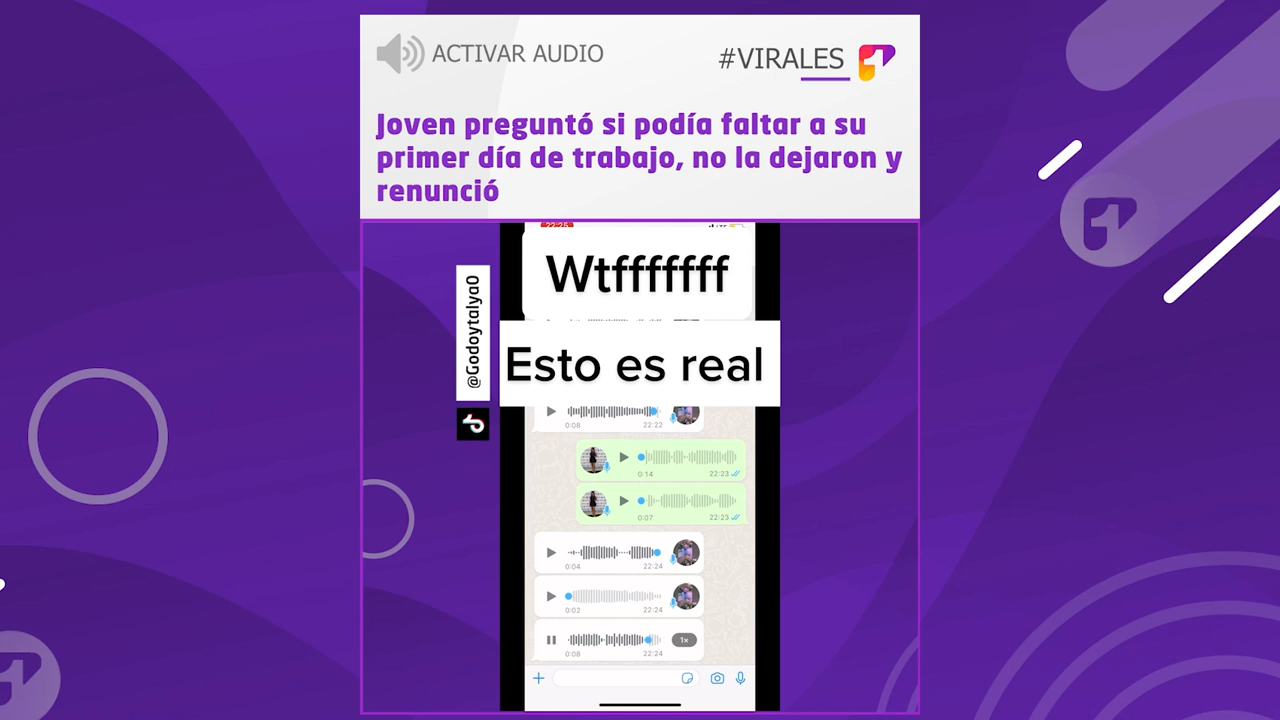 ACTIVAR AUDIO
#VIRALES
Joven preguntó si podía faltar a su
primer día de trabajo, no la dejaron y
renunció
@Godoytalya0
Wtfffffff
Esto es real
0:08 22:22
0:14 22:23
0:07 22:23
0:04 22:24
0:02 22:24
1x
0:08 22:24